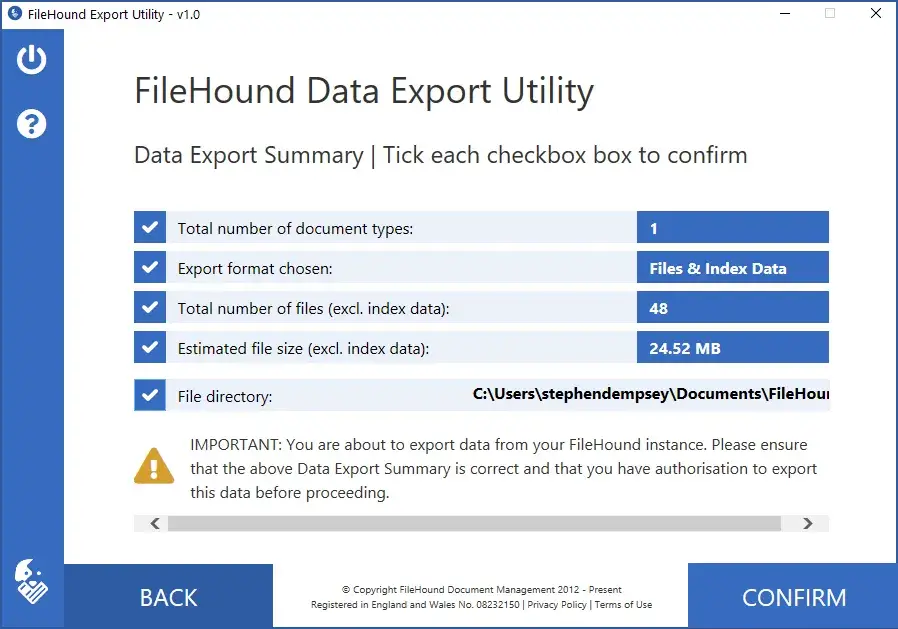 FileHound Export Utility - v1.0
FileHound Data Export Utility
Data Export Summary | Tick each checkbox box to confirm
Total number of document types: 1
Export format chosen: Files & Index Data
Total number of files (excl. index data): 48
Estimated file size (excl. index data): 24.52 MB
File directory: C:\Users\stephendempsey\Documents\FileHou
IMPORTANT: You are about to export data from your FileHound instance. Please ensure
that the above Data Export Summary is correct and that you have authorisation to export
this data before proceeding.
BACK
© Copyright FileHound Document Management 2012 - Present
Registered in England and Wales No. 08232150 | Privacy Policy | Terms of Use
CONFIRM